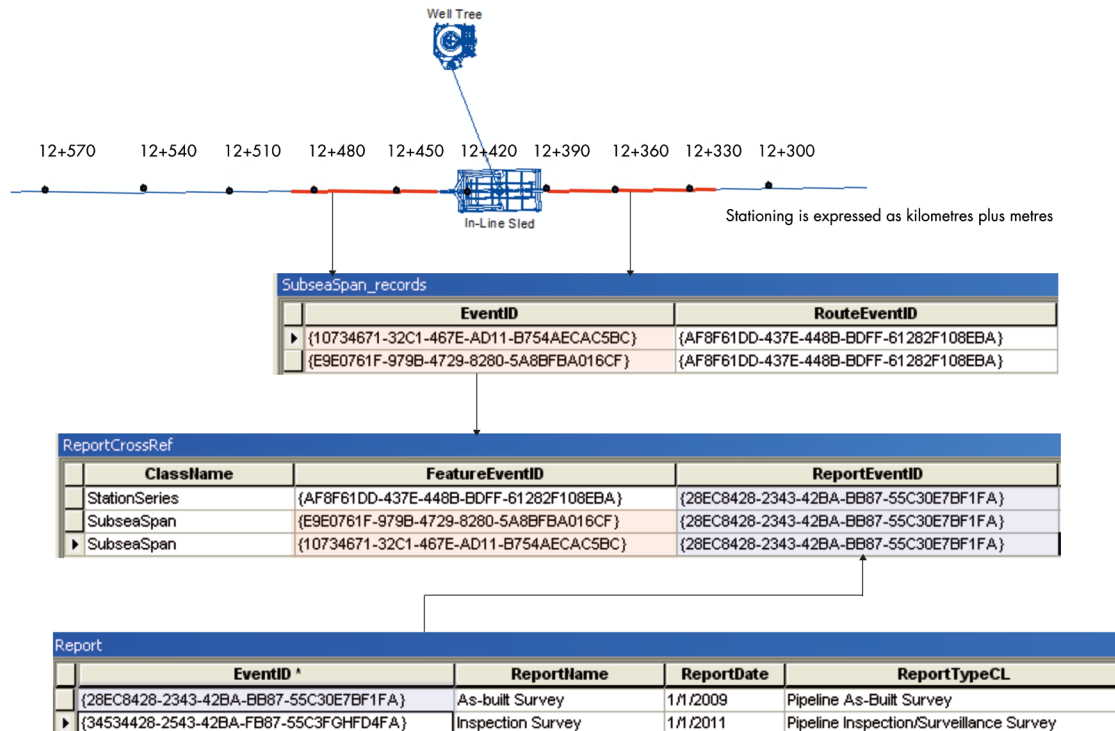 Well Tree
12+570 12+540 12+510 12+480 12+450 12+420 12+390 12+360 12+330 12+300
In-Line Sled
Stationing is expressed as kilometres plus metres
SubseaSpan_records
EventID RouteEventID
{10734671-32C1-467E-AD11-B754AECAC5BC} {AF8F61DD-437E-448B-BDFF-61282F108EBA}
{E9E0761F-979B-4729-8280-5A8BFBA016CF} {AF8F61DD-437E-448B-BDFF-61282F108EBA}
ReportCrossRef
ClassName FeatureEventID ReportEventID
StationSeries {AF8F61DD-437E-448B-BDFF-61282F108EBA} {28EC8428-2343-42BA-BB87-55C30E7BF1FA}
SubseaSpan {E9E0761F-979B-4729-8280-5A8BFBA016CF} {28EC8428-2343-42BA-BB87-55C30E7BF1FA}
SubseaSpan {10734671-32C1-467E-AD11-B754AECAC5BC} {28EC8428-2343-42BA-BB87-55C30E7BF1FA}
Report
EventID * ReportName ReportDate ReportTypeCL
{28EC8428-2343-42BA-BB87-55C30E7BF1FA} As-built Survey 1/1/2009 Pipeline As-Built Survey
{34534428-2543-42BA-FB87-55C3FGHFD4FA} Inspection Survey 1/1/2011 Pipeline Inspection/Surveillance Survey